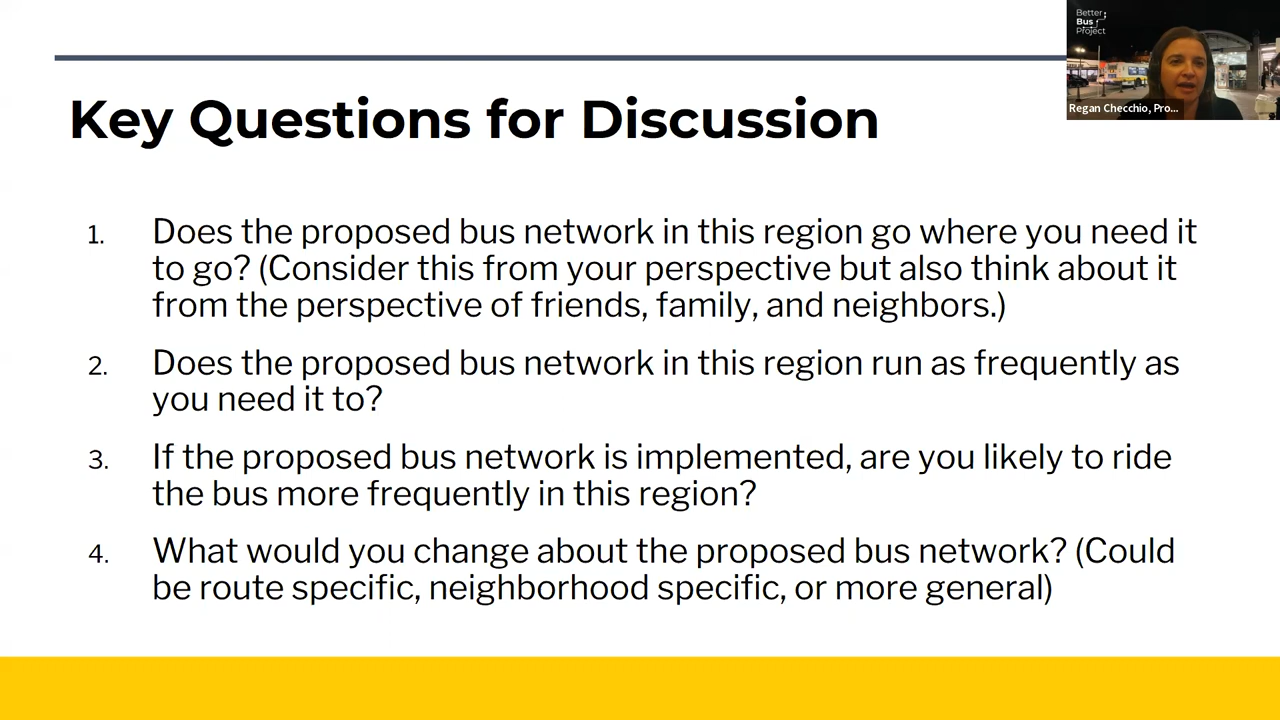 Better
Bus
Project
Regan Checchio, Pro...
Key Questions for Discussion
1. Does the proposed bus network in this region go where you need it
to go? (Consider this from your perspective but also think about it
from the perspective of friends, family, and neighbors.)
2. Does the proposed bus network in this region run as frequently as
you need it to?
3. If the proposed bus network is implemented, are you likely to ride
the bus more frequently in this region?
4. What would you change about the proposed bus network? (Could
be route specific, neighborhood specific, or more general)